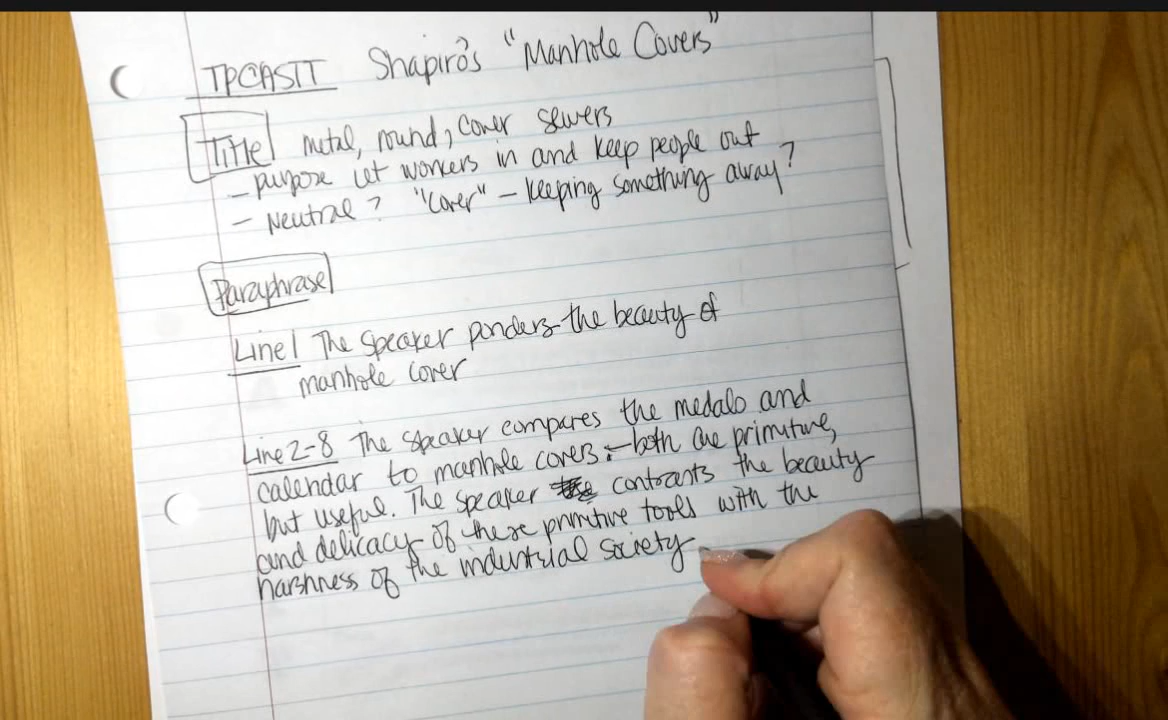 TPCASTT Shapiro's "Manhole Covers"
Title metal, round, cover sewers
- purpose let workers in and keep people out
- Neutral? "cover" - keeping something away?
Paraphrase
Line 1 The speaker ponders the beauty of
manhole cover
Line 2-8 The speaker compares the medals and
calendar to manhole covers - both are primitive,
but useful. The speaker contrasts the beauty
and delicacy of these primitive tools with the
harshness of the industrial society